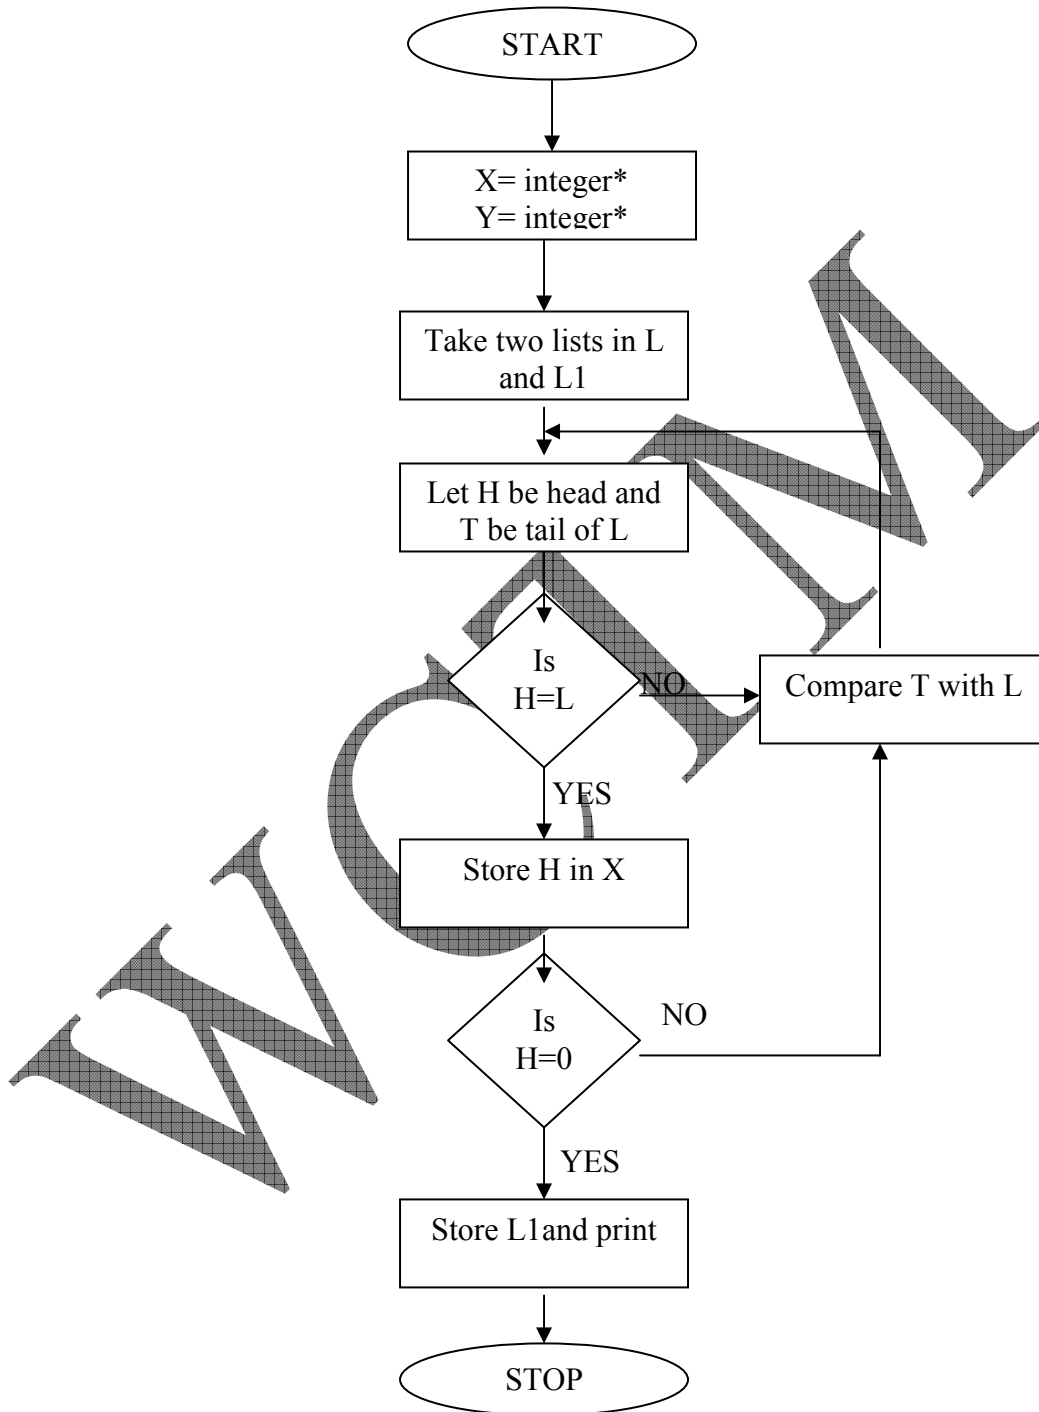 START
X= integer*
Y= integer*
Take two lists in L
and L1
Let H be head and
T be tail of L
Is
H=L
NO
Compare T with L
YES
Store H in X
Is
H=0
NO
YES
Store L1and print
STOP
WCTM